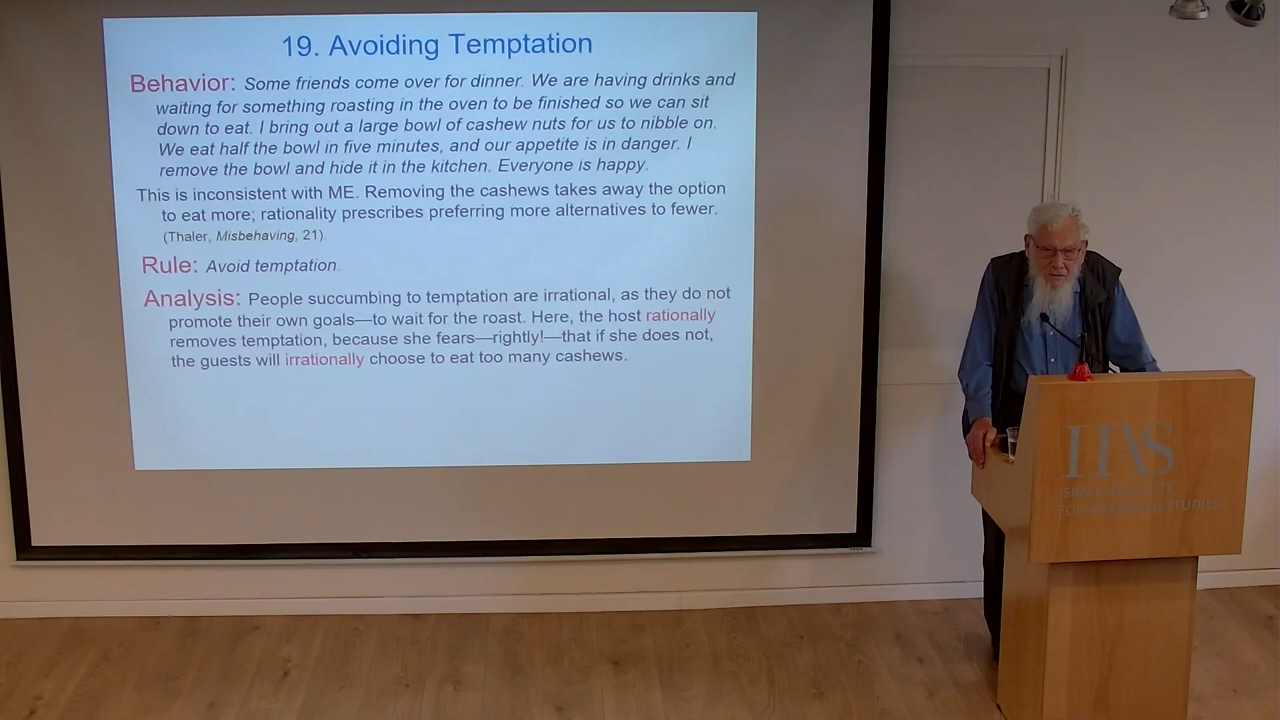 19. Avoiding Temptation
Behavior: Some friends come over for dinner. We are having drinks and
waiting for something roasting in the oven to be finished so we can sit
down to eat. I bring out a large bowl of cashew nuts for us to nibble on.
We eat half the bowl in five minutes, and our appetite is in danger. I
remove the bowl and hide it in the kitchen. Everyone is happy.
This is inconsistent with ME. Removing the cashews takes away the option
to eat more; rationality prescribes preferring more alternatives to fewer.
(Thaler, Misbehaving, 21).
Rule: Avoid temptation.
Analysis: People succumbing to temptation are irrational, as they do not
promote their own goals—to wait for the roast. Here, the host rationally
removes temptation, because she fears—rightly!—that if she does not,
the guests will irrationally choose to eat too many cashews.
IIAS
ISRAEL INSTITUTE
FOR ADVANCED STUDIES